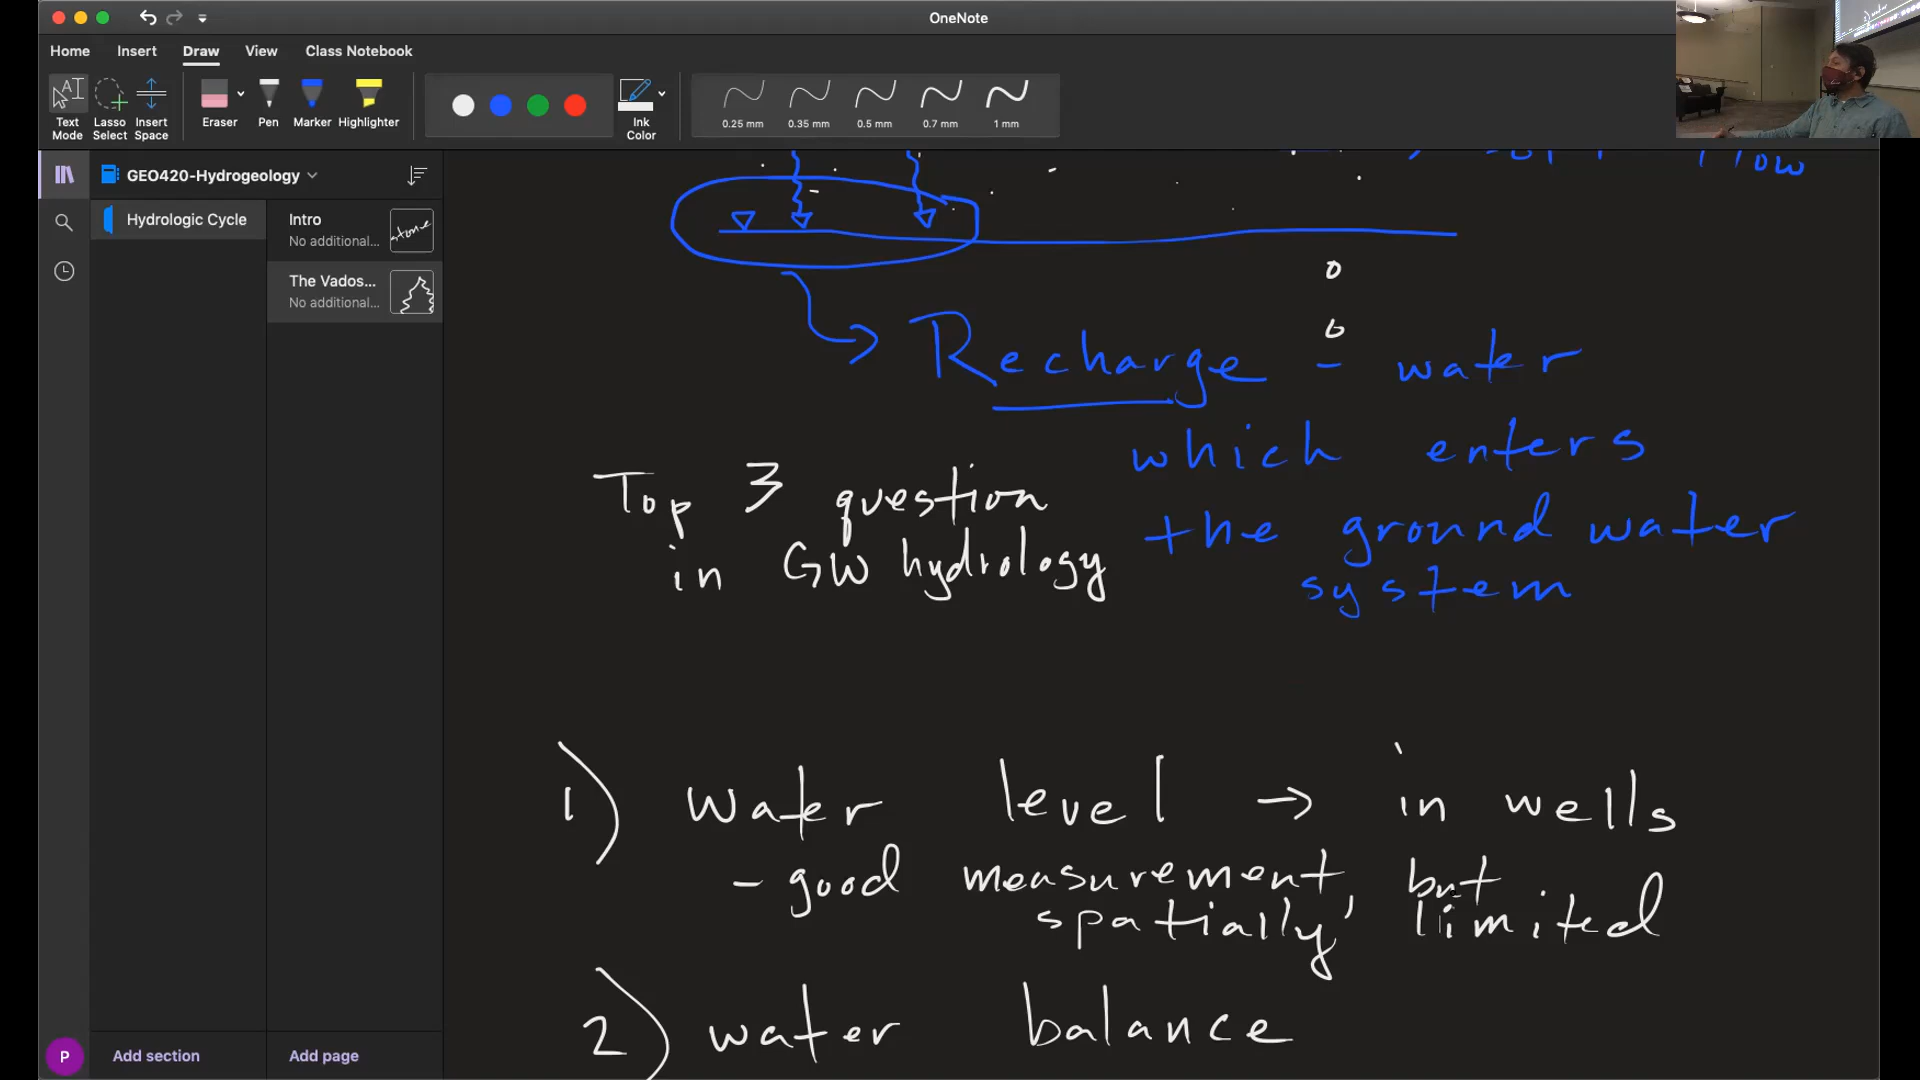 OneNote
Home Insert Draw View Class Notebook
Text Mode
Lasso Select
Insert Space
Eraser
Pen
Marker
Highlighter
Ink Color
0.25 mm 0.35 mm 0.5 mm 0.7 mm 1 mm
GEO420-Hydrogeology
Hydrologic Cycle
Intro
No additional...
The Vados...
No additional...
flow
Recharge - water
which enters
the ground water
system
Top 3 question
in GW hydrology
1) Water level → in wells
- good measurement, but
spatially limited
2) water balance
P
Add section
Add page